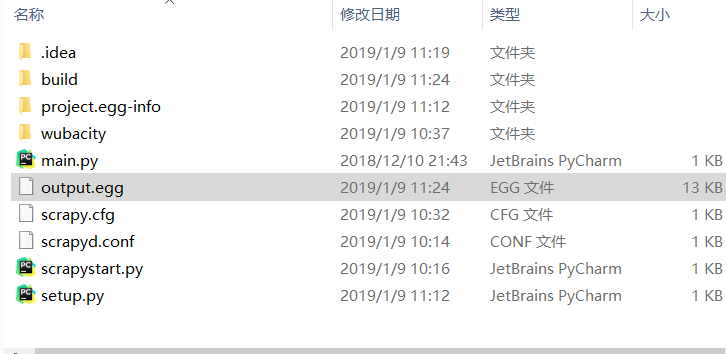 名称 修改日期 类型 大小
.idea 2019/1/9 11:19 文件夹
build 2019/1/9 11:24 文件夹
project.egg-info 2019/1/9 11:12 文件夹
wubacity 2019/1/9 10:37 文件夹
main.py 2018/12/10 21:43 JetBrains PyCharm 1 KB
output.egg 2019/1/9 11:24 EGG 文件 13 KB
scrapy.cfg 2019/1/9 10:32 CFG 文件 1 KB
scrapyd.conf 2019/1/9 10:14 CONF 文件 1 KB
scrapystart.py 2019/1/9 10:16 JetBrains PyCharm 1 KB
setup.py 2019/1/9 11:12 JetBrains PyCharm 1 KB